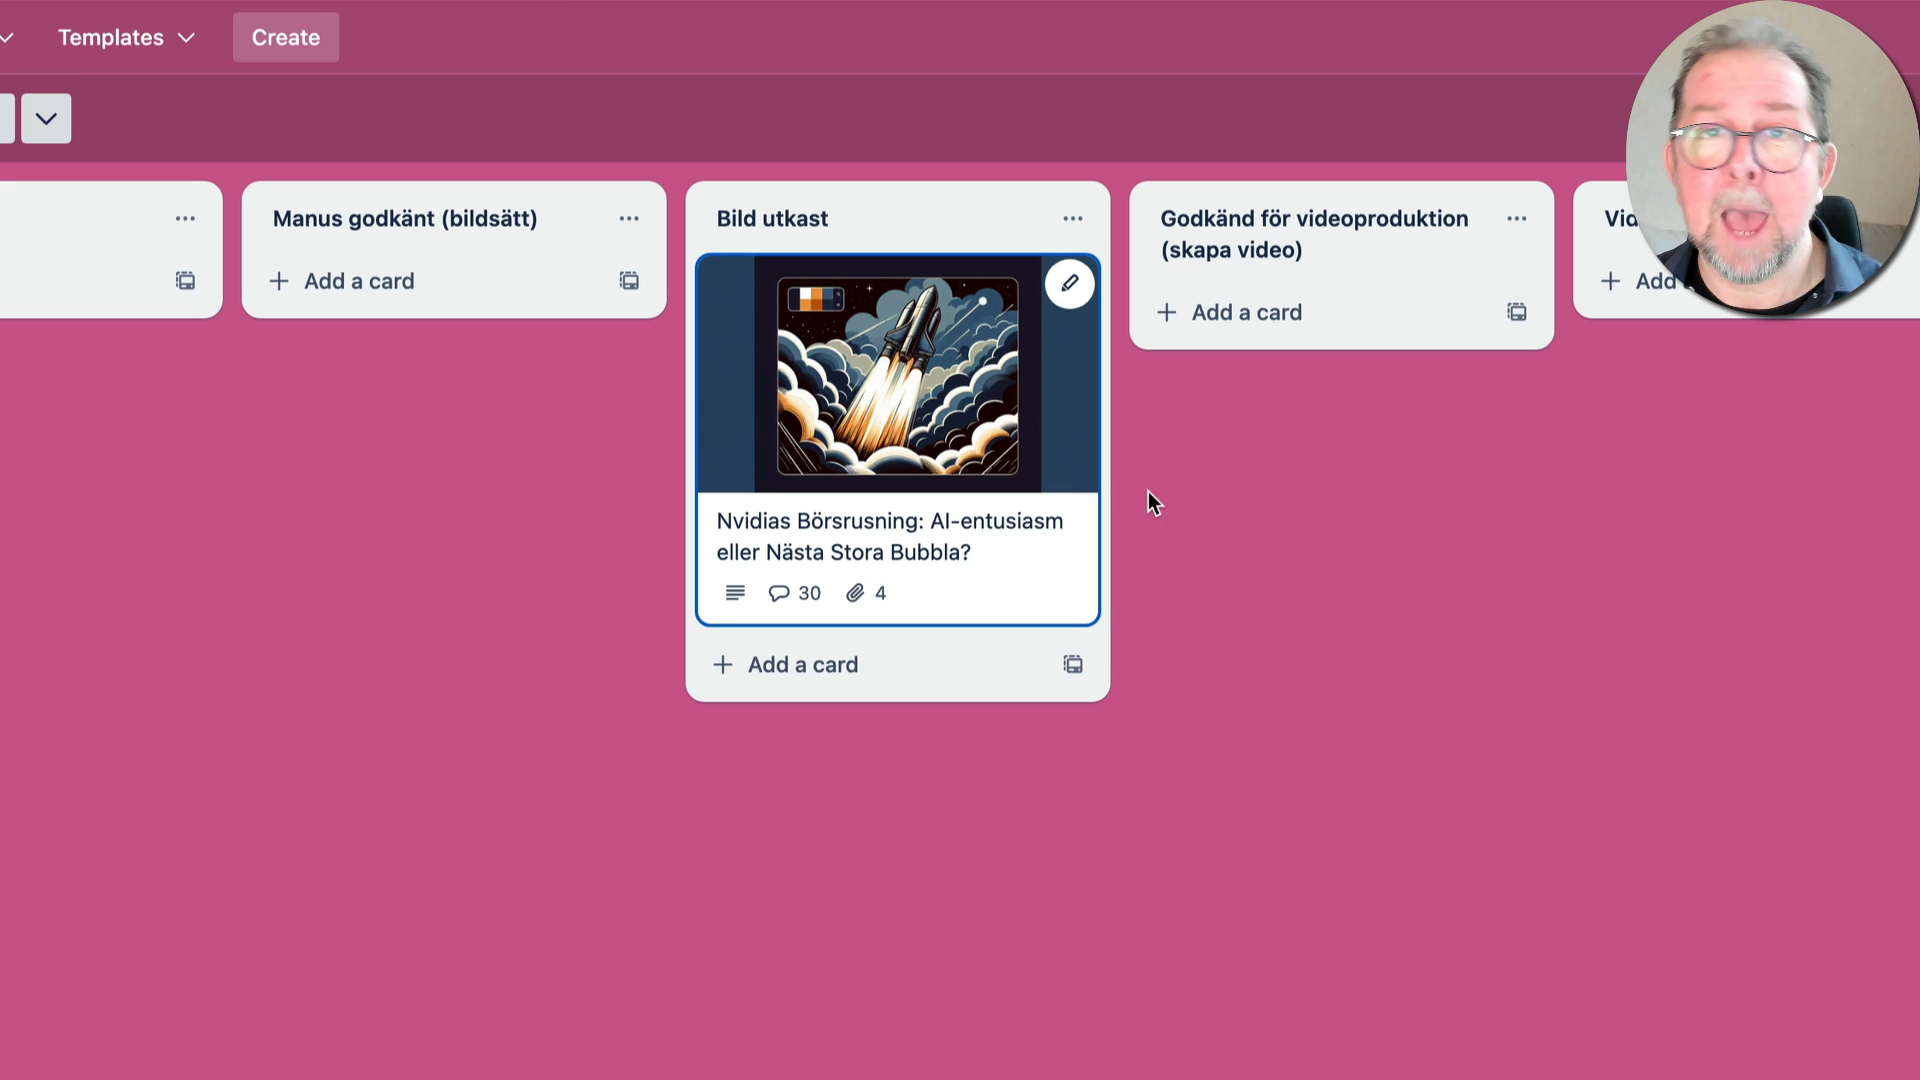 Templates
Create
Manus godkänt (bildsätt)
Add a card
Bild utkast
Nvidias Börsrusning: AI-entusiasm
eller Nästa Stora Bubbla?
30
4
Add a card
Godkänd för videoproduktion
(skapa video)
Add a card
Add